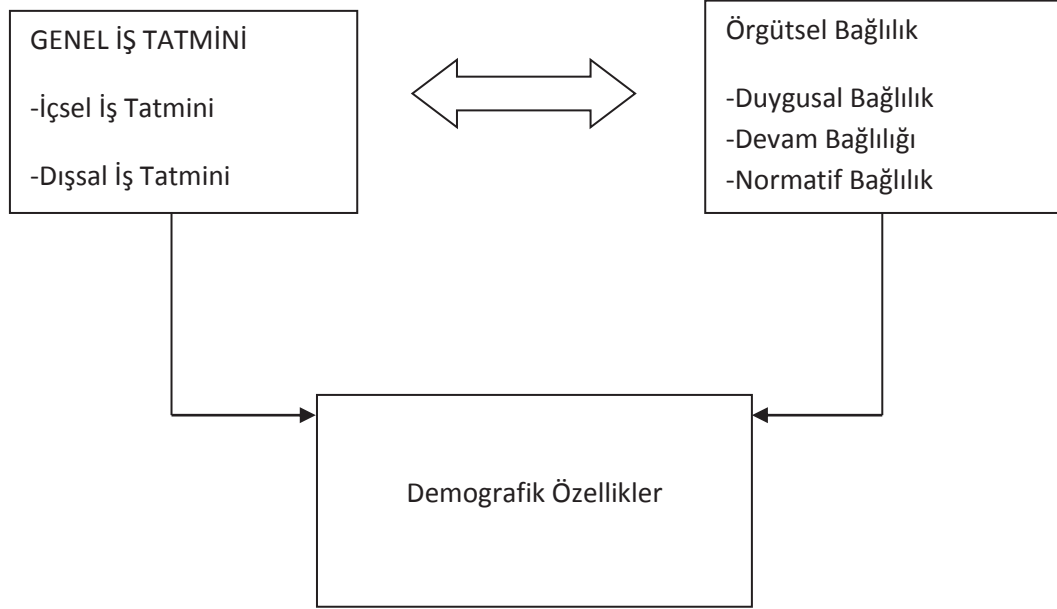 GENEL İŞ TATMİNİ
-İçsel İş Tatmini
-Dışsal İş Tatmini
Örgütsel Bağlılık
-Duygusal Bağlılık
-Devam Bağlılığı
-Normatif Bağlılık
Demografik Özellikler